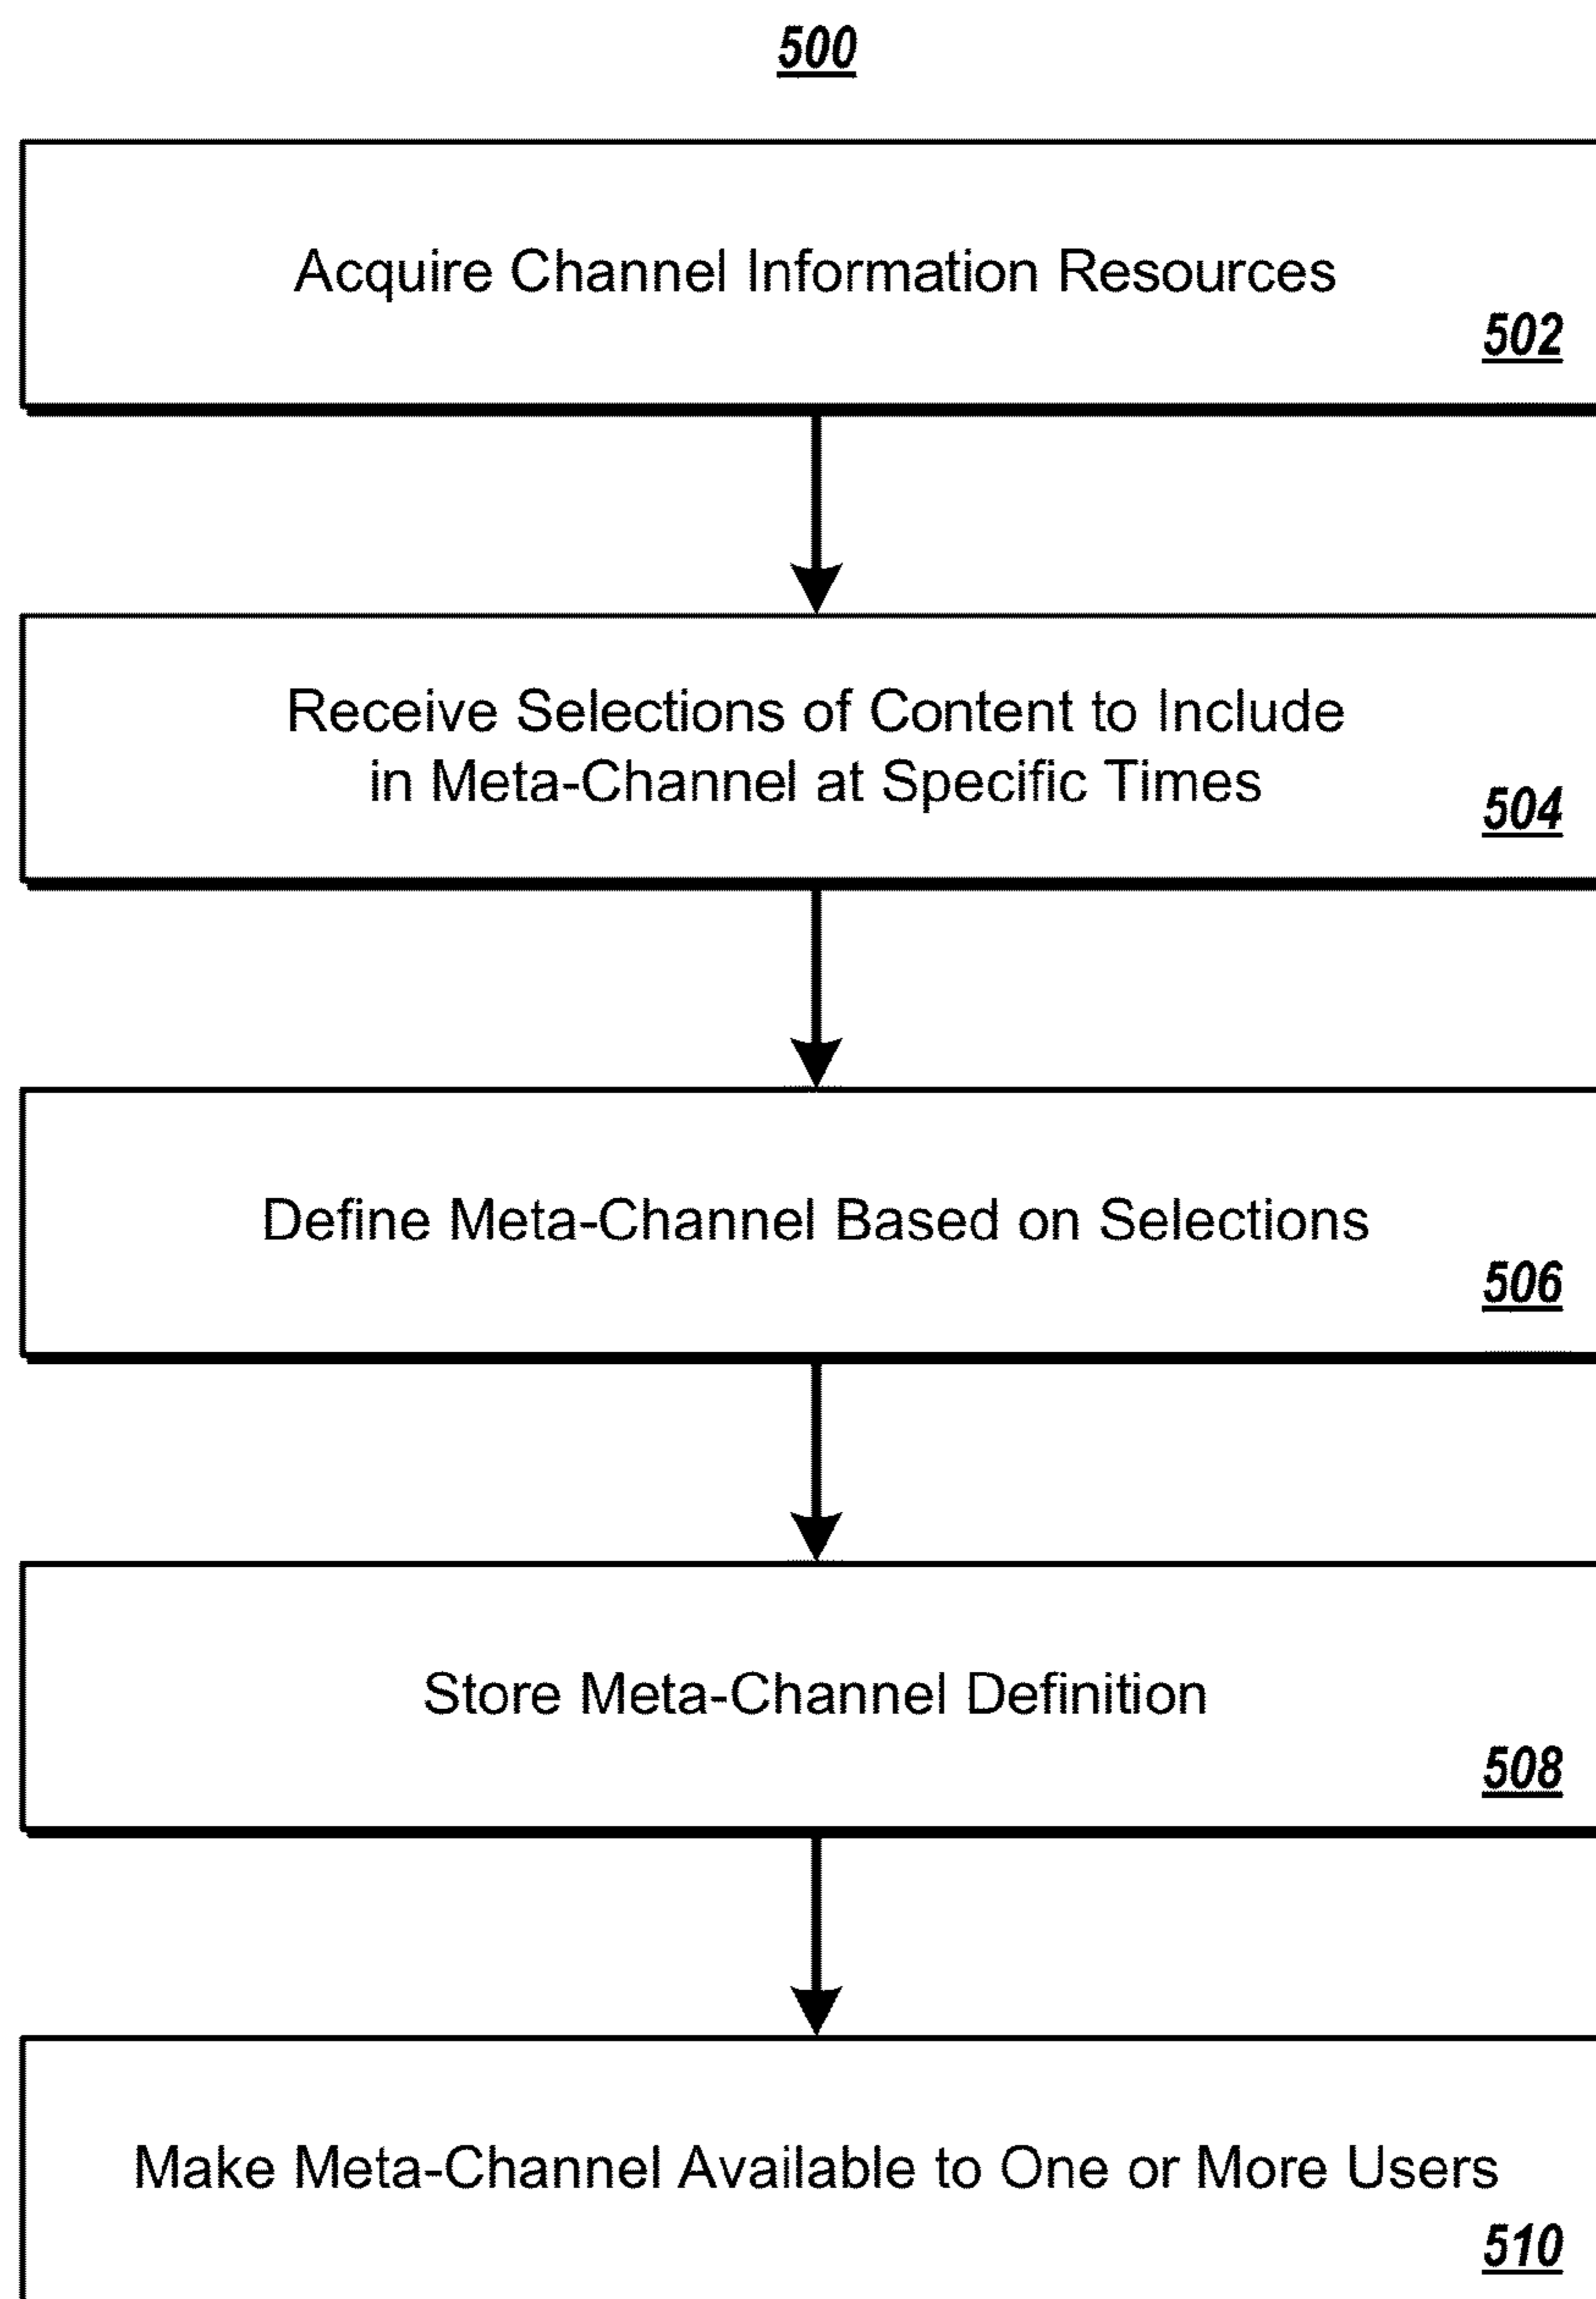 500
Acquire Channel Information Resources
502
Receive Selections of Content to Include
in Meta-Channel at Specific Times
504
Define Meta-Channel Based on Selections
506
Store Meta-Channel Definition
508
Make Meta-Channel Available to One or More Users
510